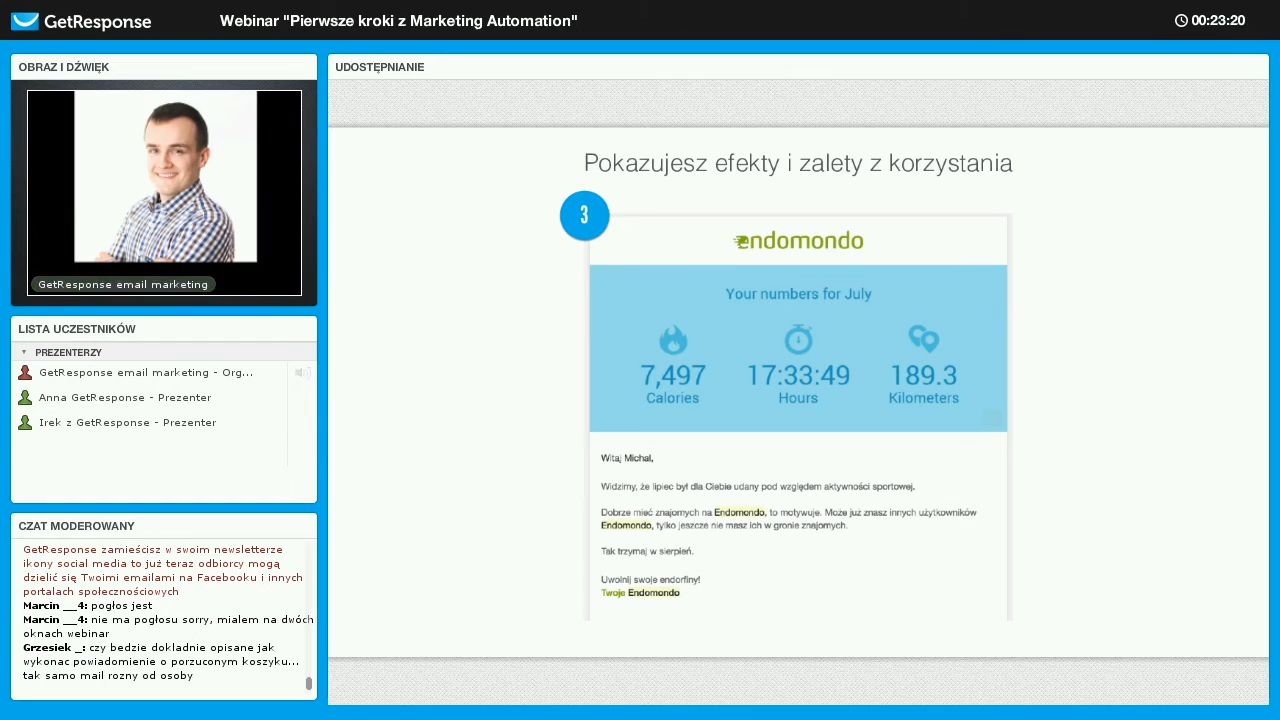 GetResponse
Webinar "Pierwsze kroki z Marketing Automation"
00:23:20
OBRAZ I DŹWIĘK
GetResponse email marketing
LISTA UCZESTNIKÓW
PREZENTERZY
GetResponse email marketing - Org...
Anna GetResponse - Prezenter
Irek z GetResponse - Prezenter
CZAT MODEROWANY
GetResponse zamieścisz w swoim newsletterze
ikony social media to już teraz odbiorcy mogą
dzielić się Twoimi emailami na Facebooku i innych
portalach społecznościowych
Marcin __4: pogłos jest
Marcin __4: nie ma pogłosu sorry, mialem na dwóch
oknach webinar
Grzesiek _: czy bedzie dokladnie opisane jak
wykonac powiadomienie o porzuconym koszyku...
tak samo mail rozny od osoby
UDOSTĘPNIANIE
Pokazujesz efekty i zalety z korzystania
3
endomondo
Your numbers for July
7,497 17:33:49 189.3
Calories Hours Kilometers
Witaj Michal,
Widzimy, że lipiec był dla Ciebie udany pod względem aktywności sportowej.
Dobrze mieć znajomych na Endomondo, to motywuje. Może już znasz innych użytkowników
Endomondo, tylko jeszcze nie masz ich w gronie znajomych.
Tak trzymaj w sierpień.
Uwolnij swoje endorfiny!
Twoje Endomondo